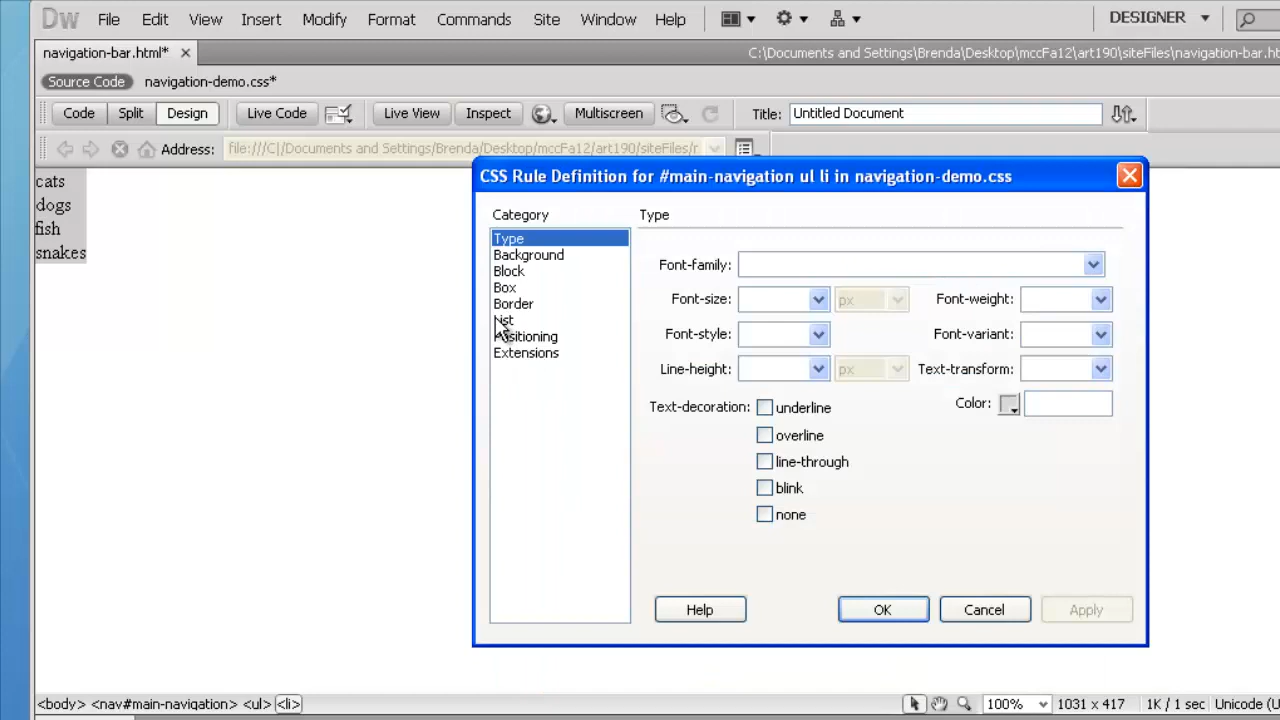 Dw File Edit View Insert Modify Format Commands Site Window Help DESIGNER
navigation-bar.html* C:\Documents and Settings\Brenda\Desktop\mccFa12\art190\siteFiles\navigation-bar.ht
Source Code navigation-demo.css*
Code Split Design Live Code Live View Inspect Multiscreen Title: Untitled Document
Address: file:///C|/Documents and Settings/Brenda/Desktop/mccFa12/art190/siteFiles/r
cats
dogs
fish
snakes
CSS Rule Definition for #main-navigation ul li in navigation-demo.css
Category
Type
Background
Block
Box
Border
List
Positioning
Extensions
Type
Font-family:
Font-size: px Font-weight:
Font-style: Font-variant:
Line-height: px Text-transform:
Text-decoration: underline Color:
overline
line-through
blink
none
Help OK Cancel Apply
<body> <nav#main-navigation> <ul> <li> 100% 1031 x 417 1K / 1 sec Unicode (U